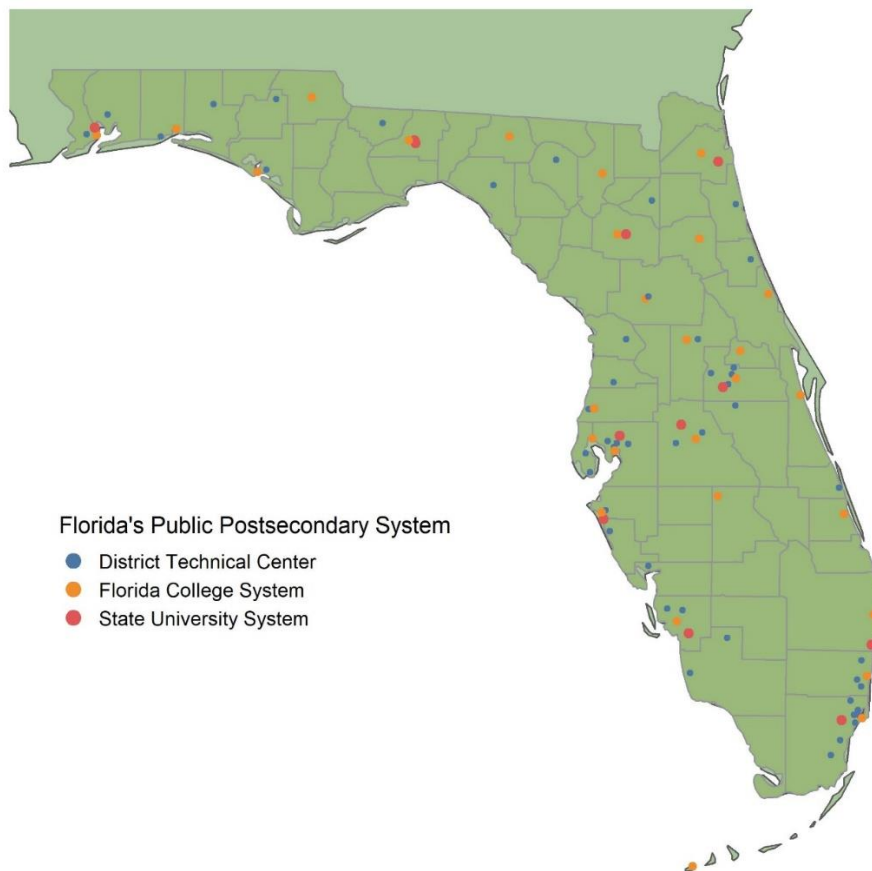 Florida's Public Postsecondary System
District Technical Center
Florida College System
State University System